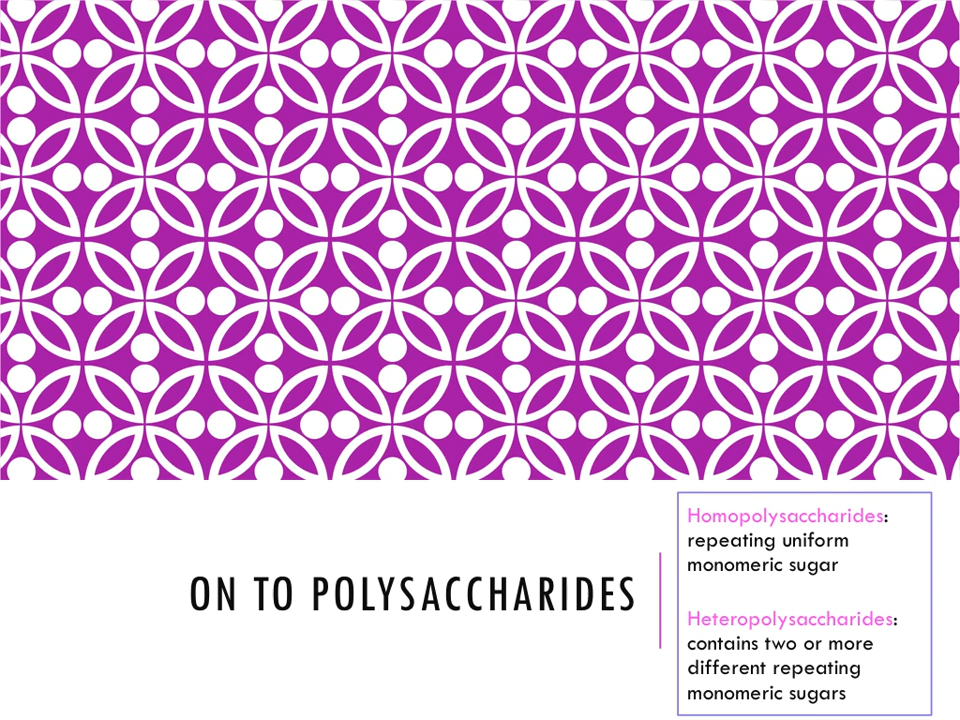 ON TO POLYSACCHARIDES
Homopolysaccharides:
repeating uniform
monomeric sugar
Heteropolysaccharides:
contains two or more
different repeating
monomeric sugars